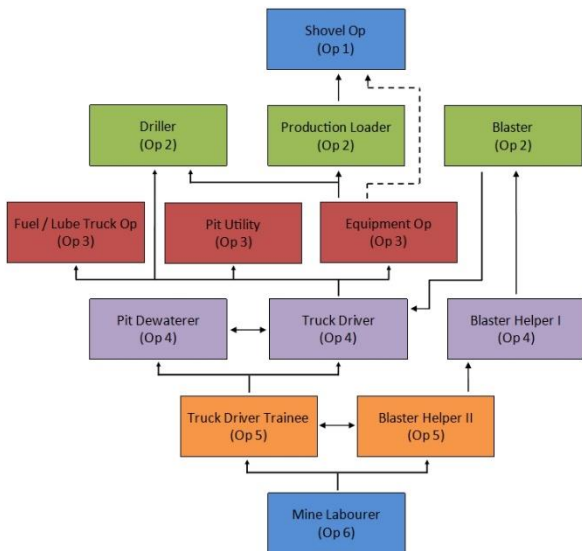 Shovel Op
(Op 1)
Driller
(Op 2)
Production Loader
(Op 2)
Blaster
(Op 2)
Fuel / Lube Truck Op
(Op 3)
Pit Utility
(Op 3)
Equipment Op
(Op 3)
Pit Dewaterer
(Op 4)
Truck Driver
(Op 4)
Blaster Helper I
(Op 4)
Truck Driver Trainee
(Op 5)
Blaster Helper II
(Op 5)
Mine Labourer
(Op 6)